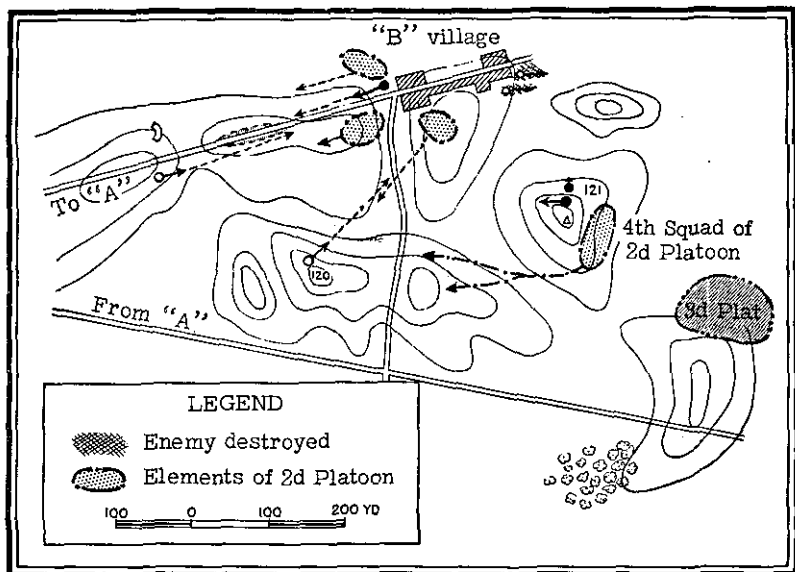 "B" village
To "A"
121
4th Squad of
2d Platoon
120
From "A"
3d Plat
LEGEND
Enemy destroyed
Elements of 2d Platoon
100 0 100 200 YD